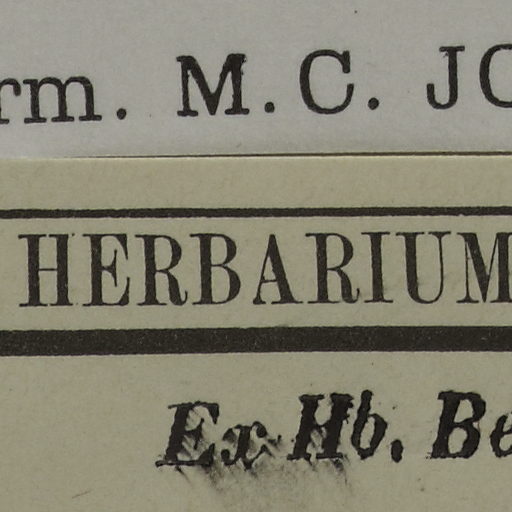 rm. M. C. JO
HERBARIUM
Ex Hb. Be